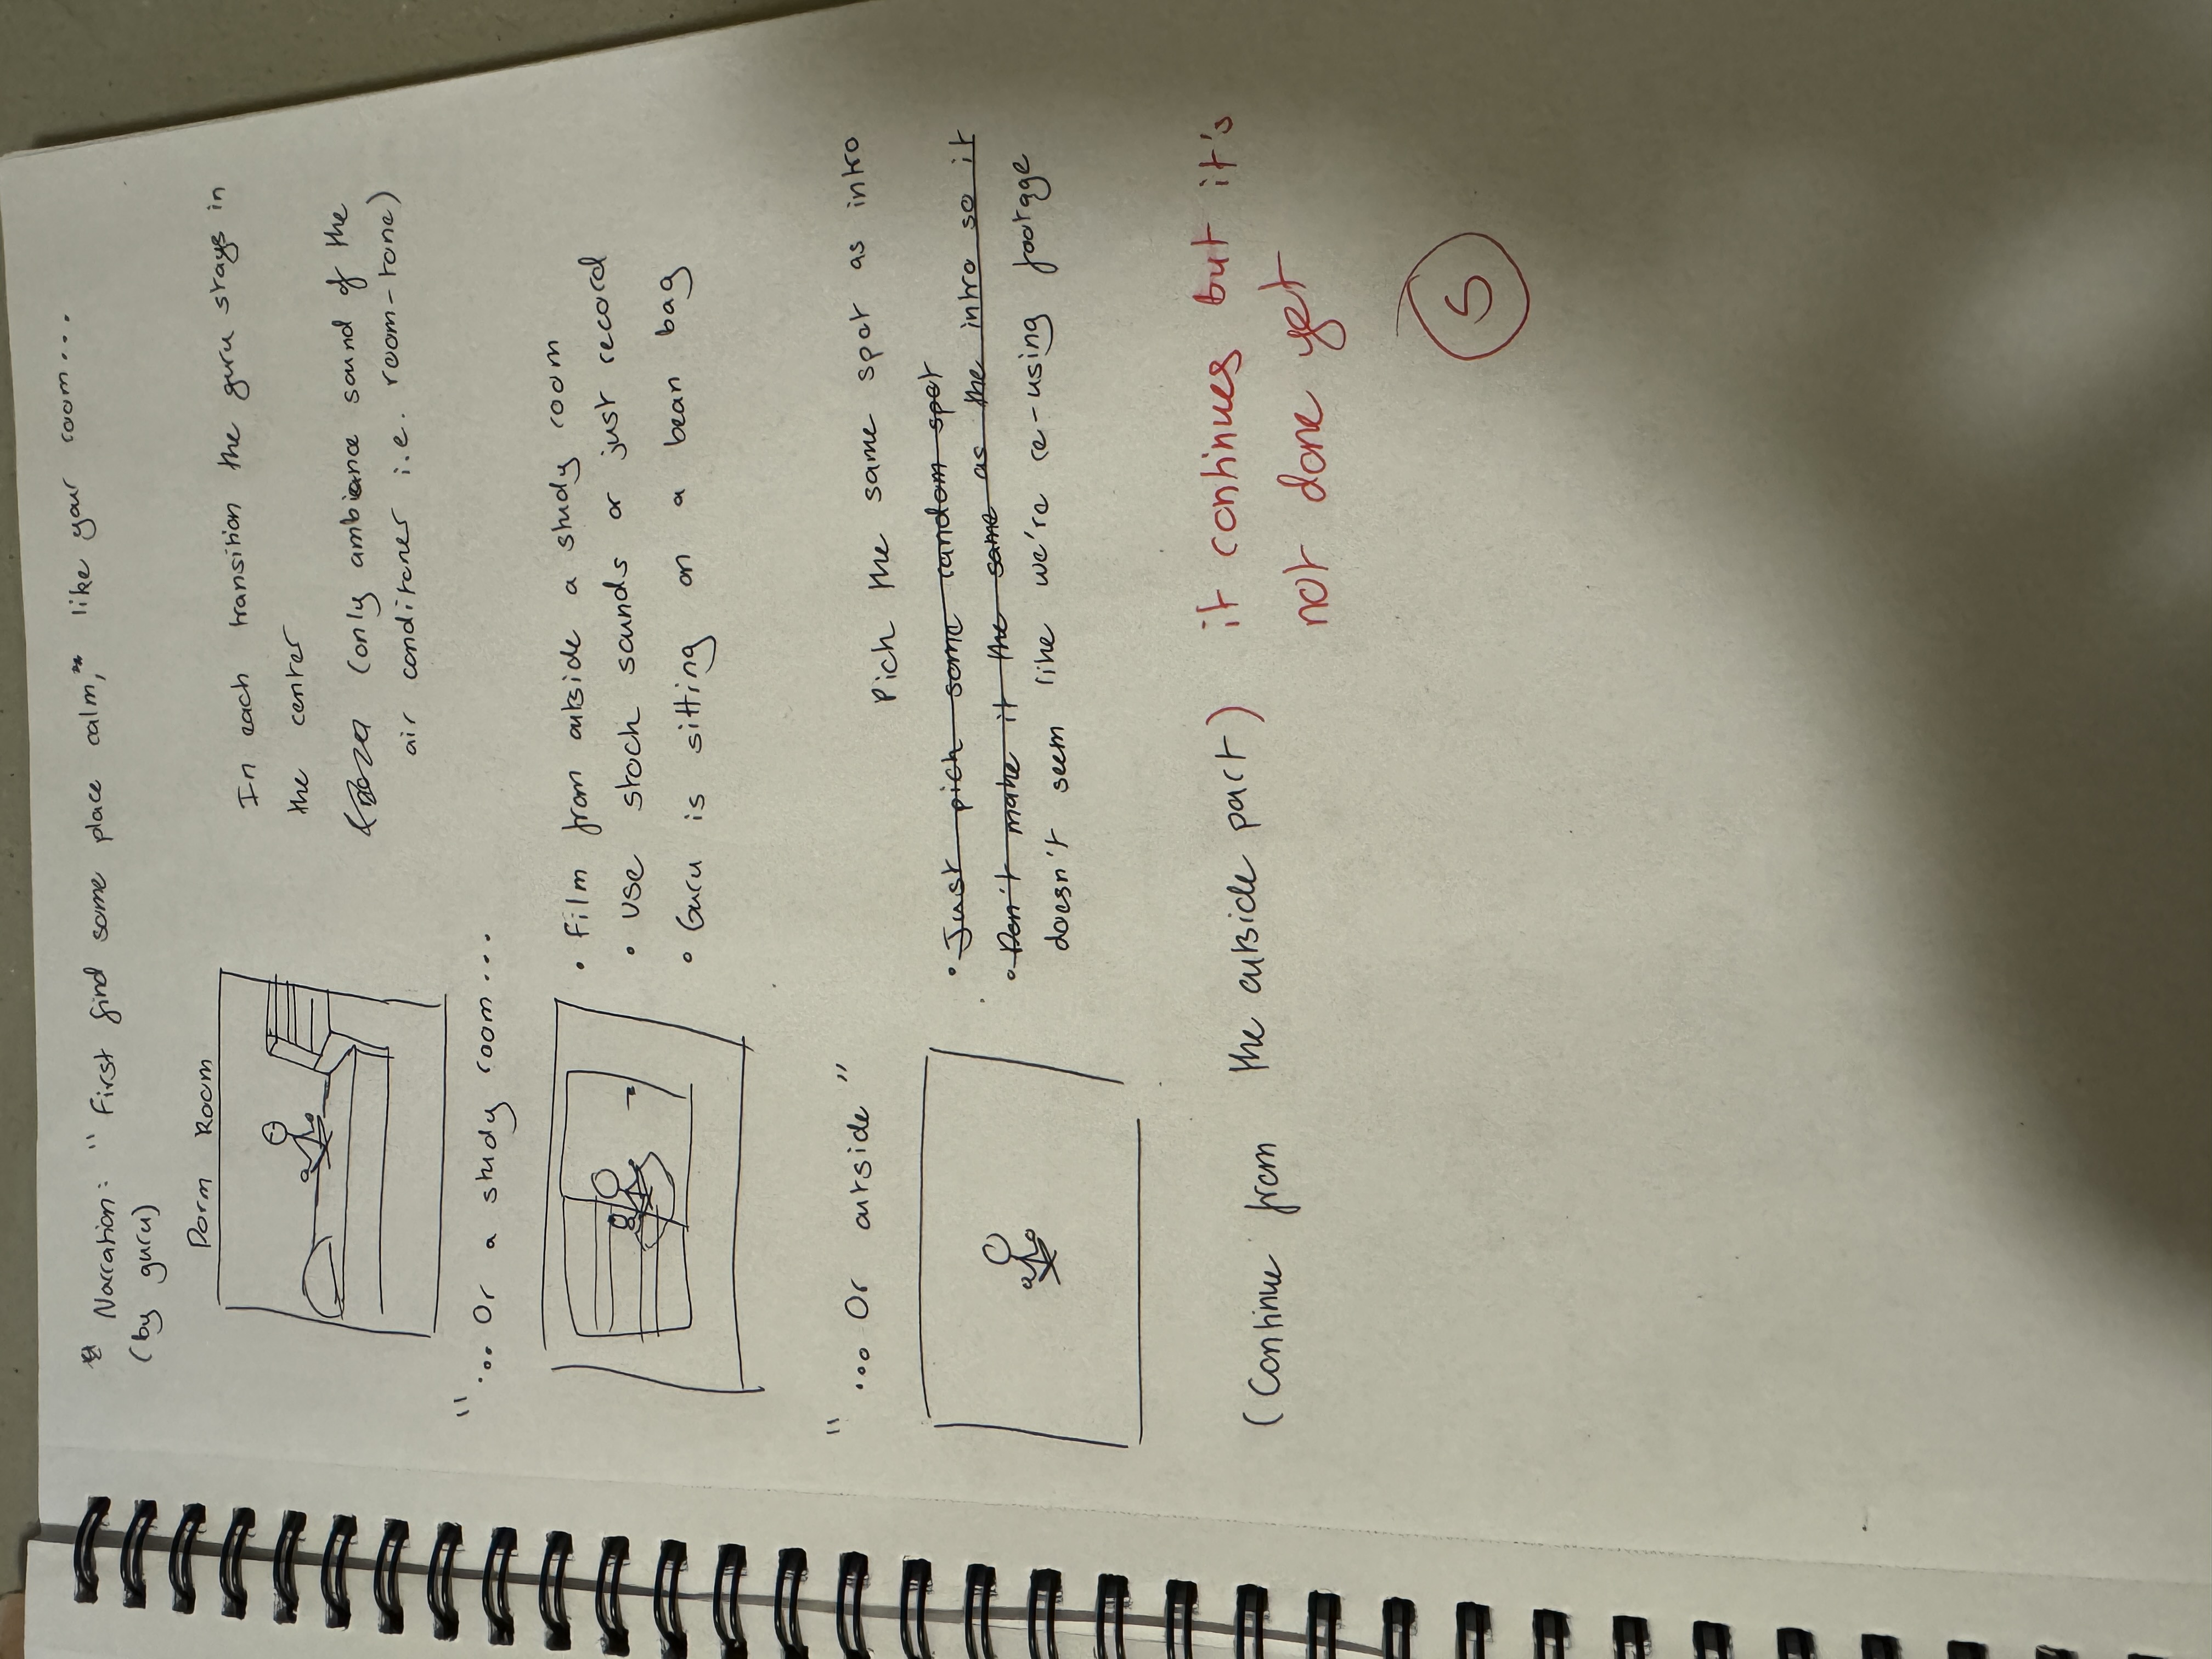 Narration: "First find some place calm," like your room...
(by guru)
Dorm Room
In each transition the guru stays in
the center
(only ambiance sound of the
air conditoner i.e. room-tone)
"... Or a study room...
• Film from outside a study room
• Use stock sounds or just record
• Guru is sitting on a bean bag
"... Or outside"
Pick the same spot as intro
• Just pick some random spot
• Don't make it the same as the intro so it
doesn't seem like we're re-using footage
(Continue from the outside part) it continues but it's
not done yet
5